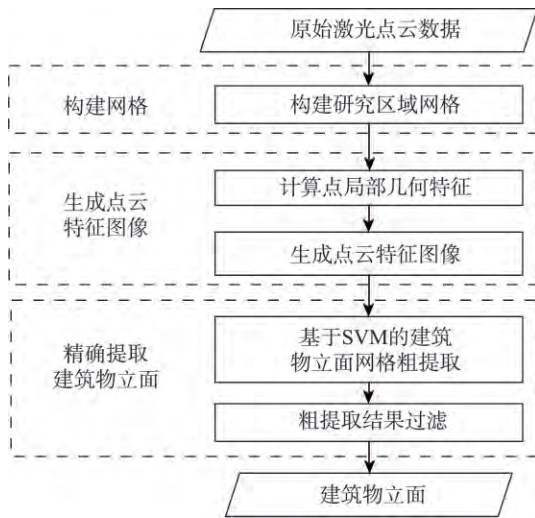 原始激光点云数据
构建网格
构建研究区域网格
生成点云
特征图像
计算点局部几何特征
生成点云特征图像
精确提取
建筑物立面
基于SVM的建筑
物立面网格粗提取
粗提取结果过滤
建筑物立面